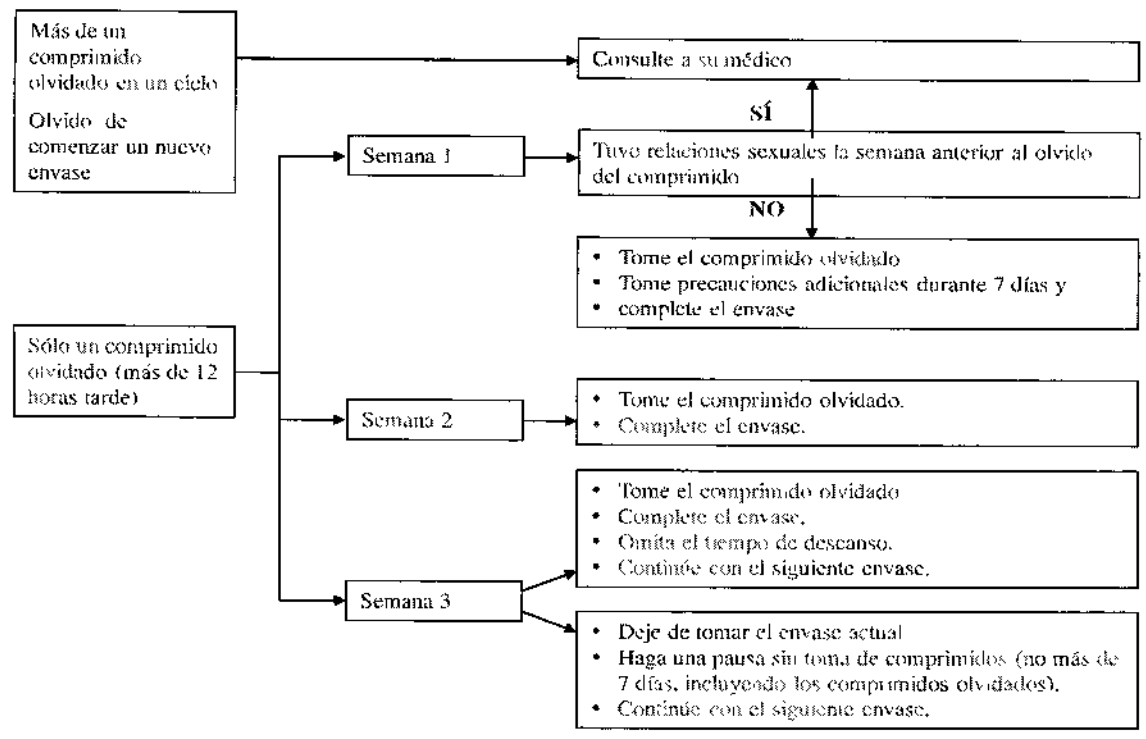 Más de un
comprimido
olvidado en un ciclo
Olvido de
comenzar un nuevo
envase
Consulte a su médico
SÍ
Semana 1
Tuvo relaciones sexuales la semana anterior al olvido
del comprimido
NO
• Tome el comprimido olvidado
• Tome precauciones adicionales durante 7 días y
• complete el envase
Sólo un comprimido
olvidado (más de 12
horas tarde)
Semana 2
• Tome el comprimido olvidado.
• Complete el envase.
• Tome el comprimido olvidado
• Complete el envase.
• Omita el tiempo de descanso.
• Continúe con el siguiente envase.
Semana 3
• Deje de tomar el envase actual
• Haga una pausa sin toma de comprimidos (no más de
7 días, incluyendo los comprimidos olvidados).
• Continúe con el siguiente envase.